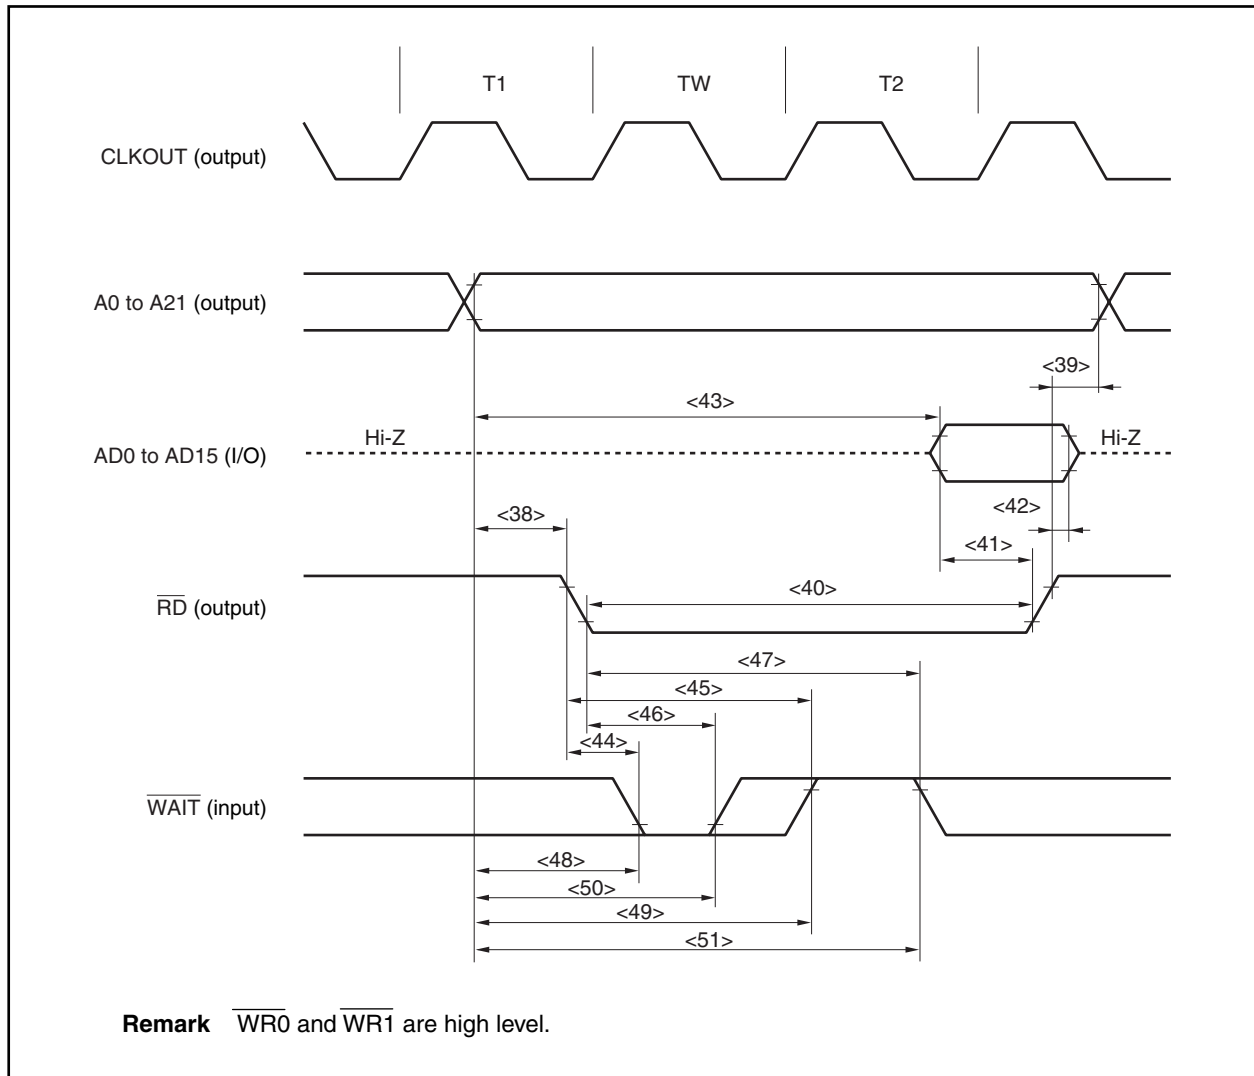 T1 TW T2
CLKOUT (output)
A0 to A21 (output)
<39>
<43>
Hi-Z Hi-Z
AD0 to AD15 (I/O)
<38> <42>
<41>
<40>
RD (output)
<47>
<45>
<46>
<44>
WAIT (input)
<48>
<50>
<49>
<51>
Remark WR0 and WR1 are high level.